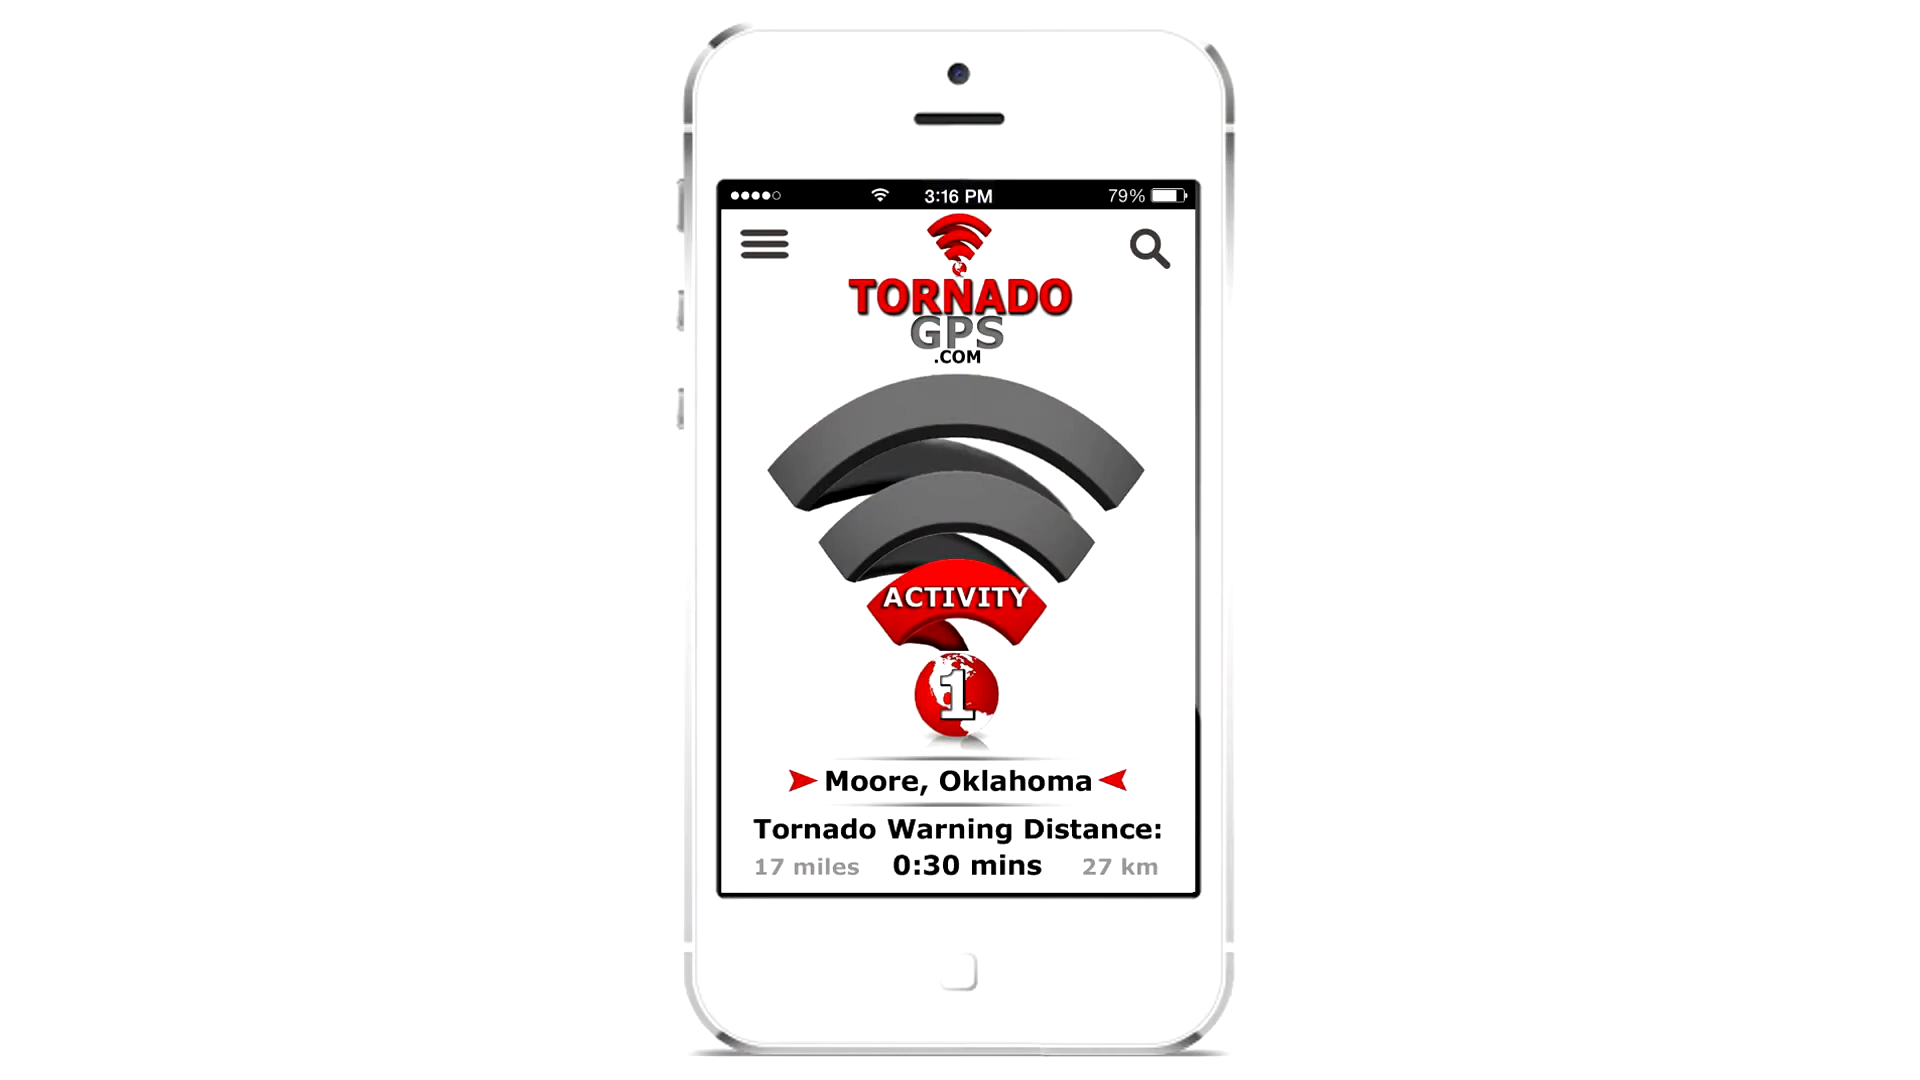 3:16 PM 79%
TORNADO
GPS
.COM
ACTIVITY
1
Moore, Oklahoma
Tornado Warning Distance:
17 miles 0:30 mins 27 km